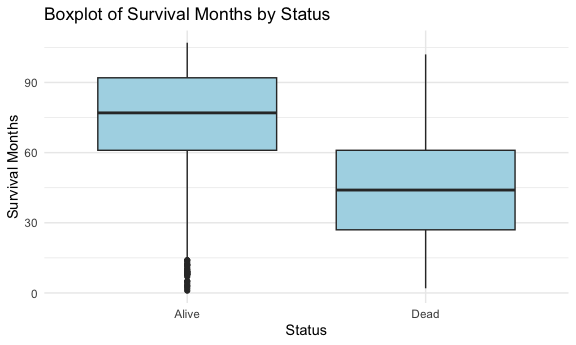 Boxplot of Survival Months by Status
Survival Months
90
60
30
0
Alive Dead
Status